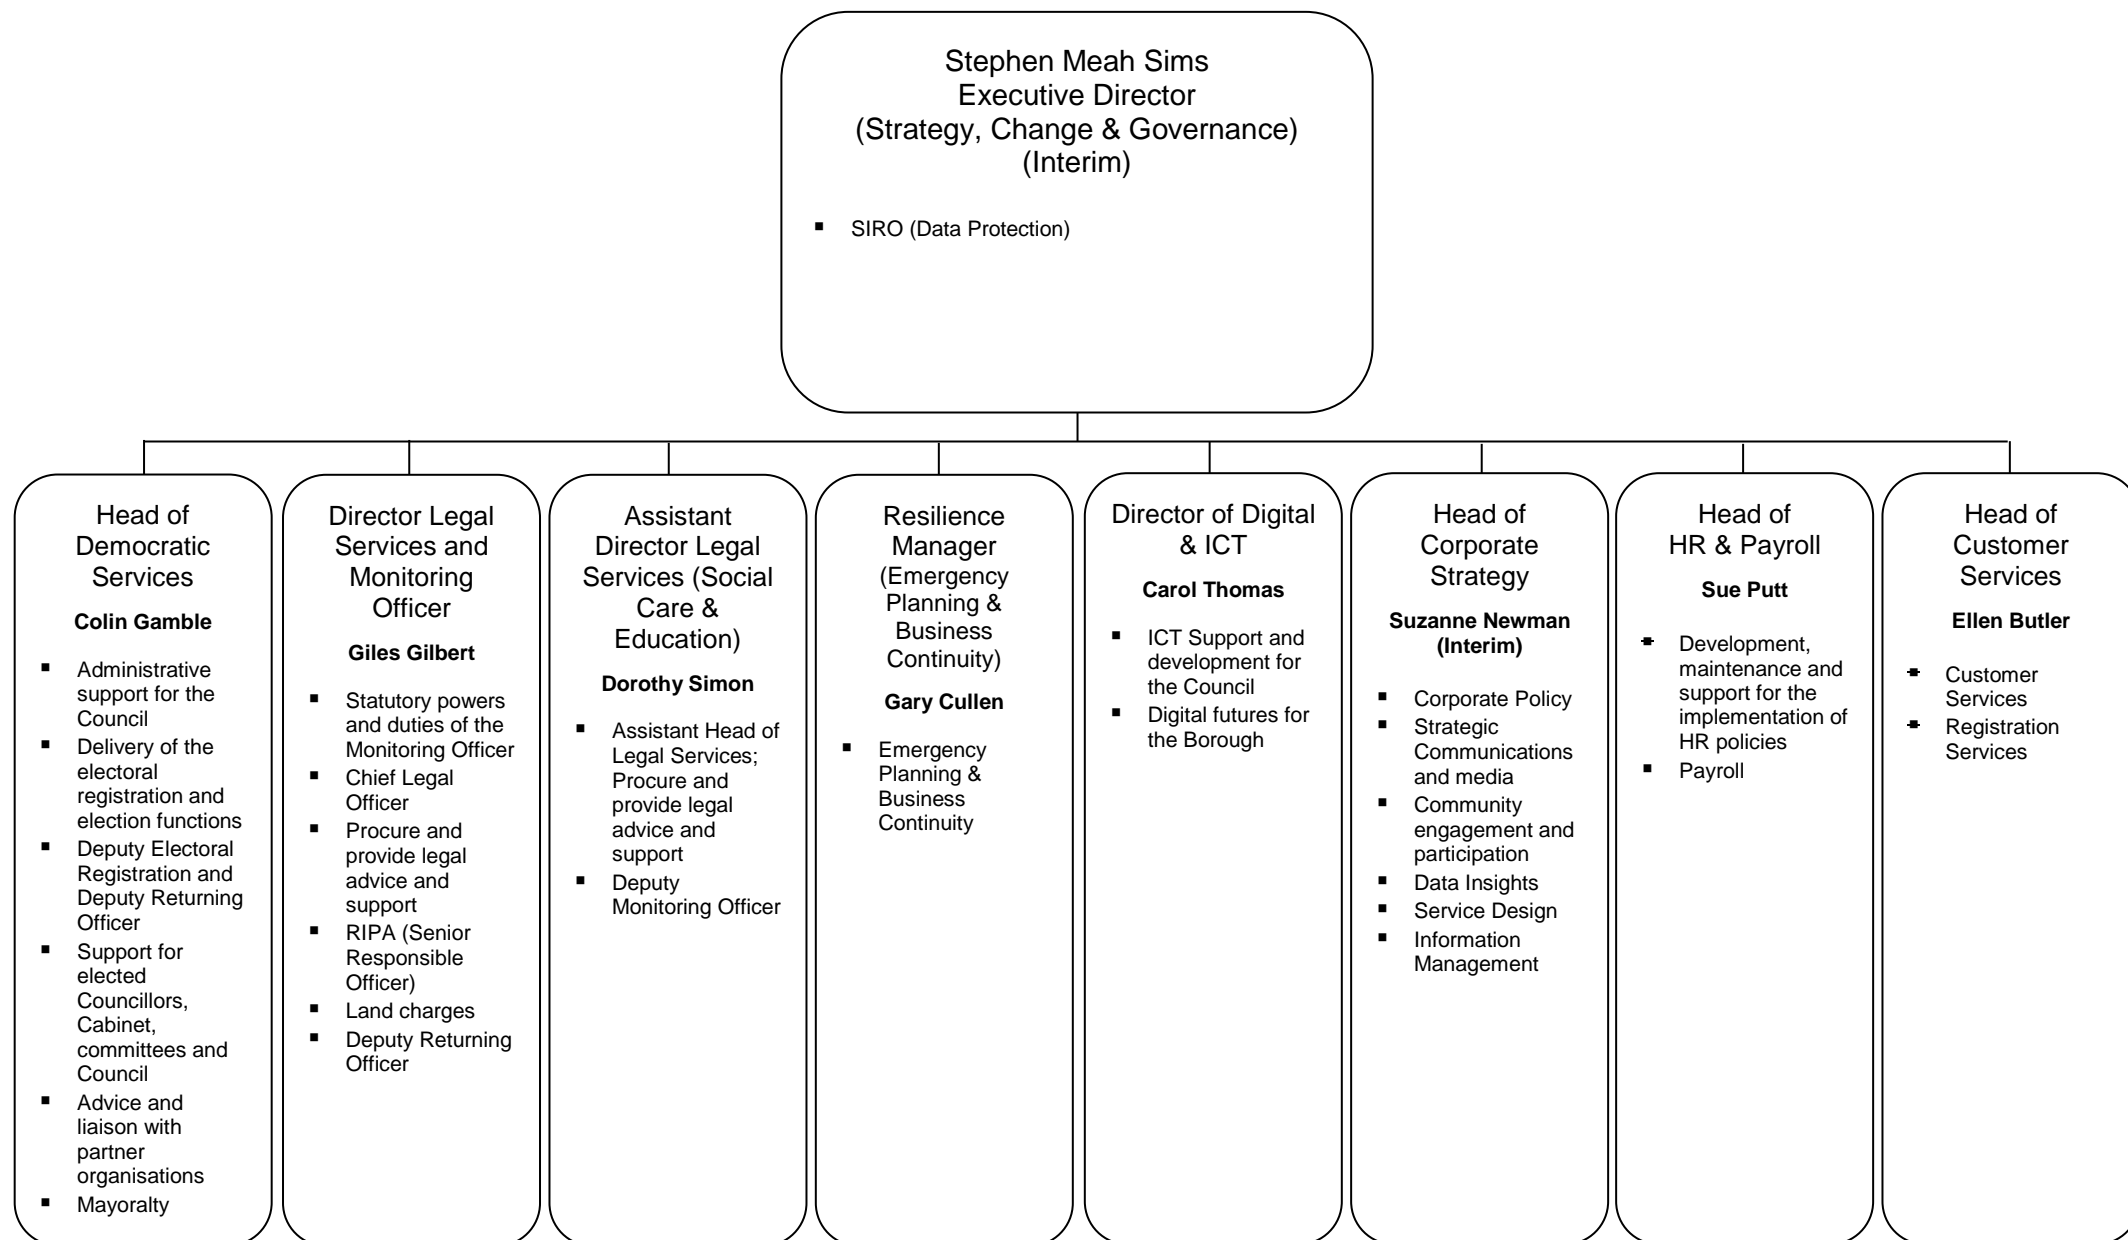 Stephen Meah Sims
Executive Director
(Strategy, Change & Governance)
(Interim)
▪ SIRO (Data Protection)
Head of
Democratic
Services
Colin Gamble
▪ Administrative
support for the
Council
▪ Delivery of the
electoral
registration and
election functions
▪ Deputy Electoral
Registration and
Deputy Returning
Officer
▪ Support for
elected
Councillors,
Cabinet,
committees and
Council
▪ Advice and
liaison with
partner
organisations
▪ Mayoralty
Director Legal
Services and
Monitoring
Officer
Giles Gilbert
▪ Statutory powers
and duties of the
Monitoring Officer
▪ Chief Legal
Officer
▪ Procure and
provide legal
advice and
support
▪ RIPA (Senior
Responsible
Officer)
▪ Land charges
▪ Deputy Returning
Officer
Assistant
Director Legal
Services (Social
Care &
Education)
Dorothy Simon
▪ Assistant Head of
Legal Services;
Procure and
provide legal
advice and
support
▪ Deputy
Monitoring Officer
Resilience
Manager
(Emergency
Planning &
Business
Continuity)
Gary Cullen
▪ Emergency
Planning &
Business
Continuity
Director of Digital
& ICT
Carol Thomas
▪ ICT Support and
development for
the Council
▪ Digital futures for
the Borough
Head of
Corporate
Strategy
Suzanne Newman
(Interim)
▪ Corporate Policy
▪ Strategic
Communications
and media
▪ Community
engagement and
participation
▪ Data Insights
▪ Service Design
▪ Information
Management
Head of
HR & Payroll
Sue Putt
▪ Development,
maintenance and
support for the
implementation of
HR policies
▪ Payroll
Head of
Customer
Services
Ellen Butler
▪ Customer
Services
▪ Registration
Services